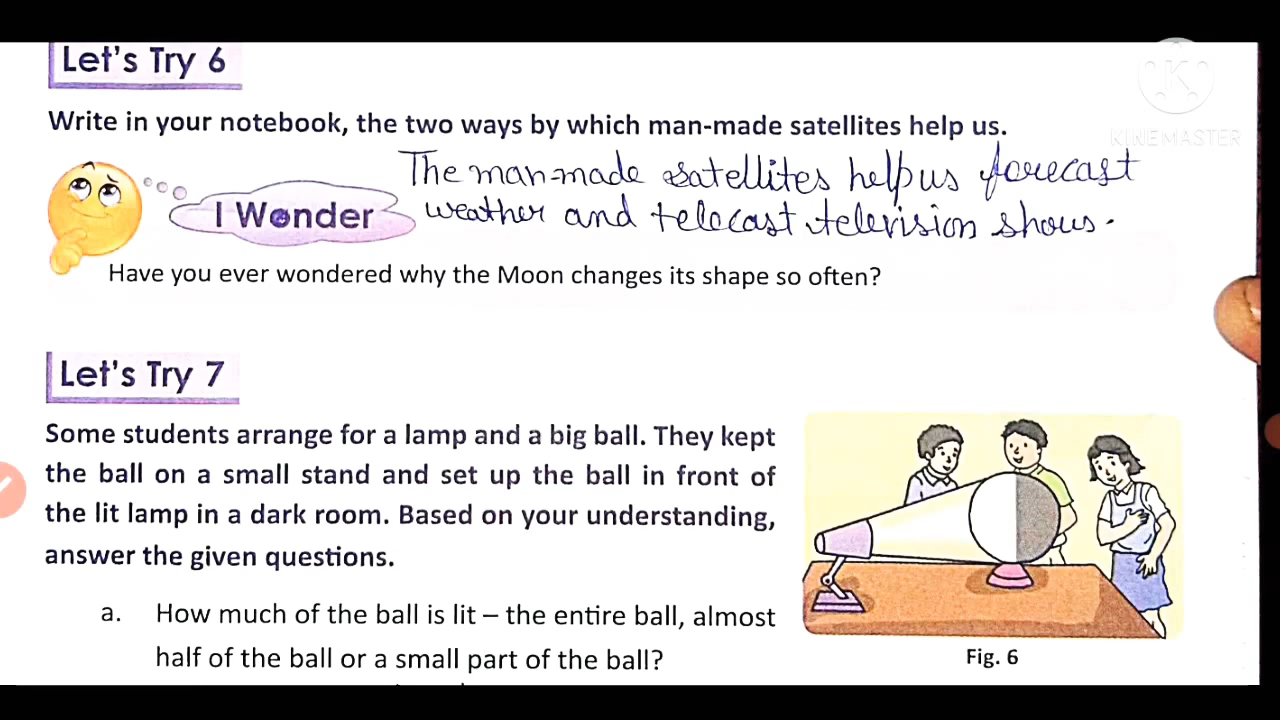 Let's Try 6
KINEMASTER
Write in your notebook, the two ways by which man-made satellites help us.
The man-made satellites help us forecast
I Wonder
weather and telecast television shows.
Have you ever wondered why the Moon changes its shape so often?
Let's Try 7
Some students arrange for a lamp and a big ball. They kept
the ball on a small stand and set up the ball in front of
the lit lamp in a dark room. Based on your understanding,
answer the given questions.
a. How much of the ball is lit – the entire ball, almost
half of the ball or a small part of the ball?
Fig. 6